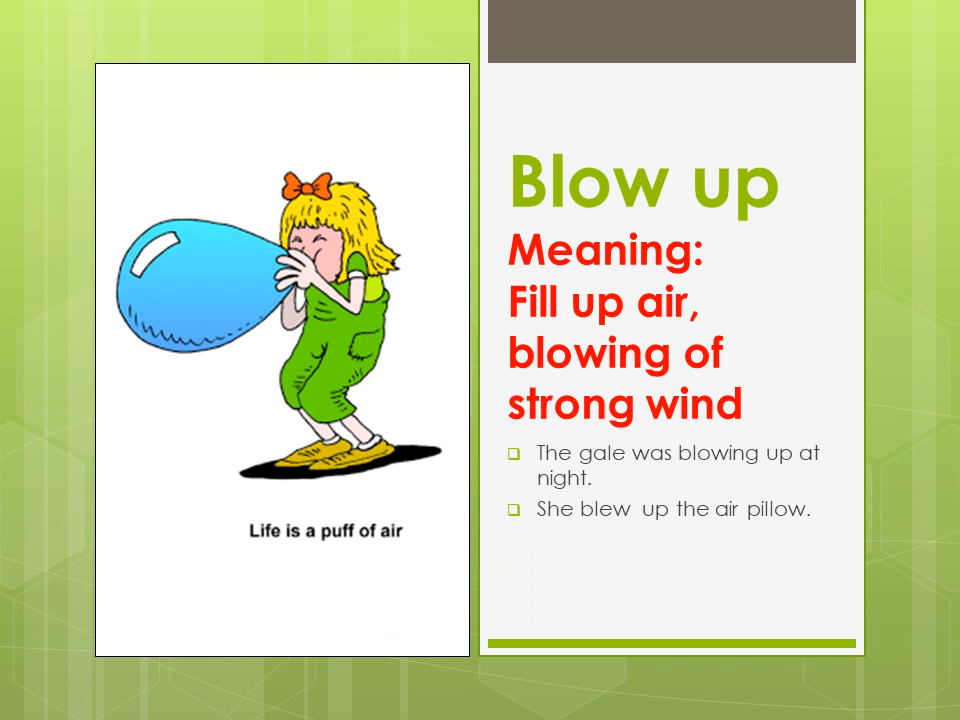 Life is a puff of air
Blow up
Meaning:
Fill up air,
blowing of
strong wind
The gale was blowing up at
night.
She blew up the air pillow.